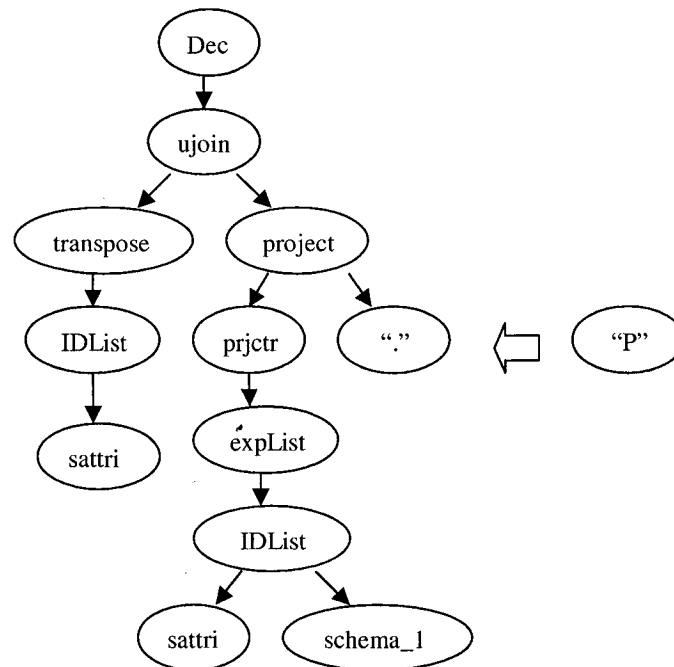 Dec
ujoin
transpose project
IDList prjctr “.” “P”
sattri expList
IDList
sattri schema_1